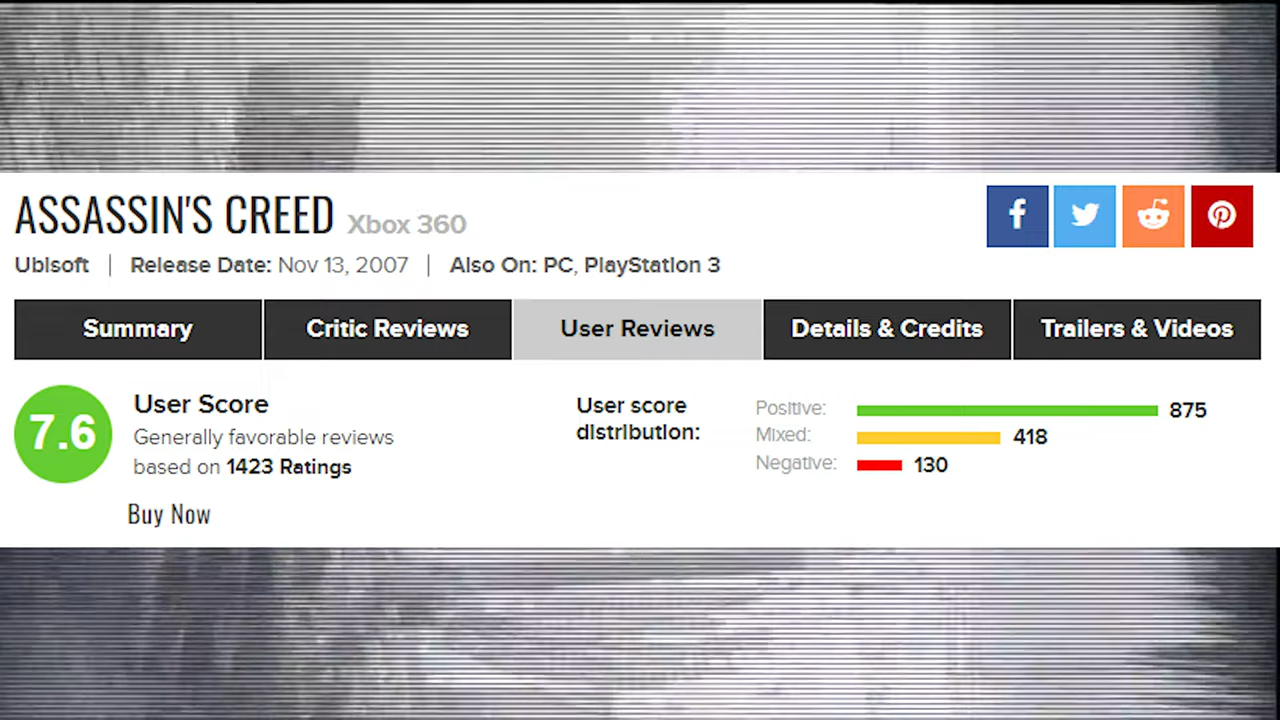 ASSASSIN'S CREED Xbox 360
Ubisoft | Release Date: Nov 13, 2007 | Also On: PC, PlayStation 3
Summary Critic Reviews User Reviews Details & Credits Trailers & Videos
7.6
User Score
Generally favorable reviews
based on 1423 Ratings
Buy Now
User score
distribution:
Positive: 875
Mixed: 418
Negative: 130